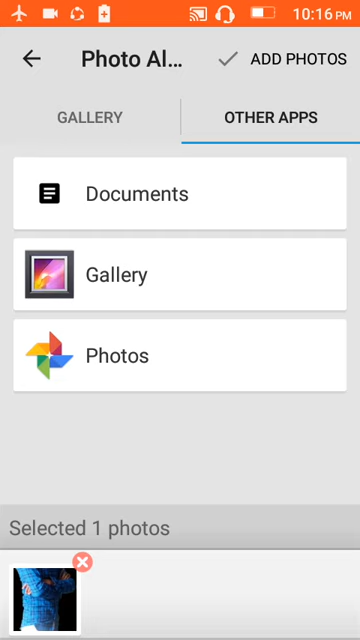 10:16 PM
Photo Al...
ADD PHOTOS
GALLERY
OTHER APPS
Documents
Gallery
Photos
Selected 1 photos